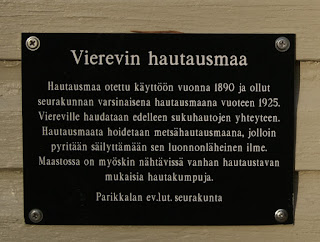 Vierevin hautausmaa
Hautausmaa otettu käyttöön vuonna 1890 ja ollut
seurakunnan varsinaisena hautausmaana vuoteen 1925.
Viereville haudataan edelleen sukuhautojen yhteyteen.
Hautausmaata hoidetaan metsähautausmaana, jolloin
pyritään säilyttämään sen luonnonläheinen ilme.
Maastossa on myöskin nähtävissä vanhan hautaustavan
mukaisia hautakumpuja.
Parikkalan ev.lut. seurakunta